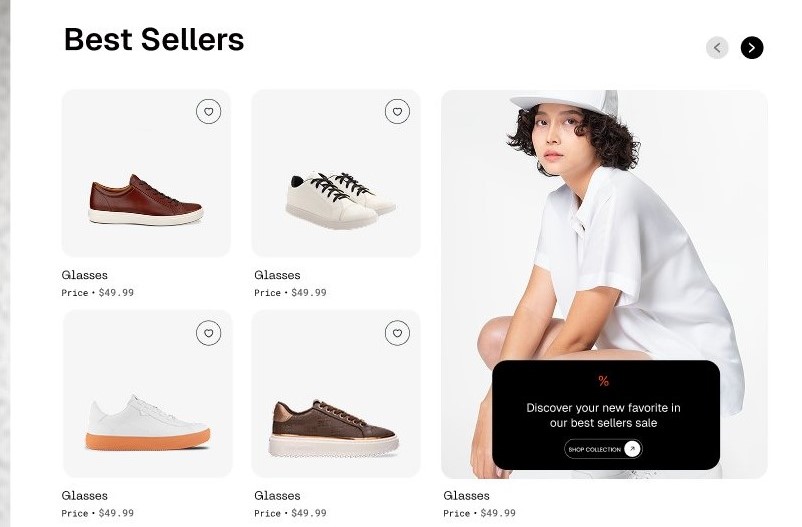 Best Sellers
Glasses
Price • $49.99
Glasses
Price • $49.99
%
Discover your new favorite in
our best sellers sale
SHOP COLLECTION
Glasses
Price • $49.99
Glasses
Price • $49.99
Glasses
Price • $49.99